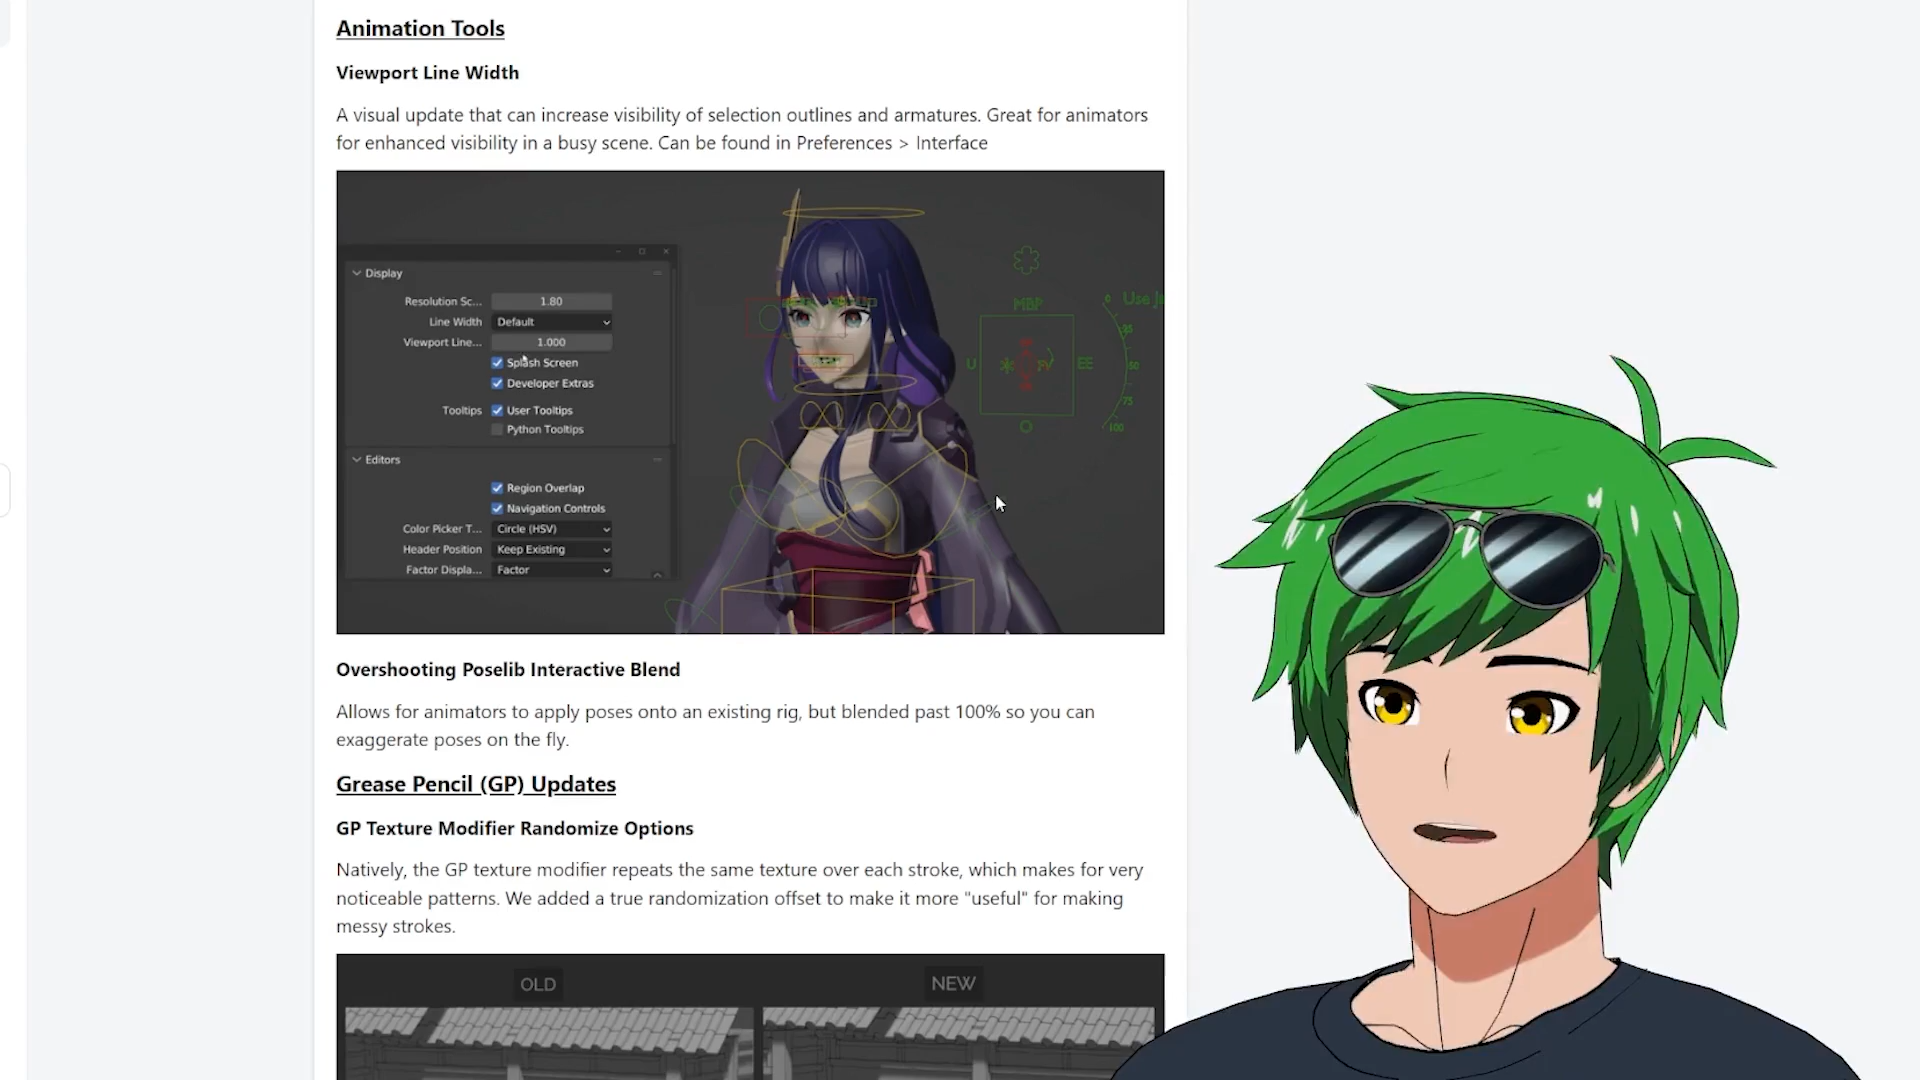 Animation Tools
Viewport Line Width
A visual update that can increase visibility of selection outlines and armatures. Great for animators
for enhanced visibility in a busy scene. Can be found in Preferences > Interface
Display
Resolution Sc... 1.80
Line Width Default
Viewport Line... 1.000
Splash Screen
Developer Extras
Tooltips User Tooltips
Python Tooltips
Editors
Region Overlap
Navigation Controls
Color Picker T... Circle (HSV)
Header Position Keep Existing
Factor Displa... Factor
MBP
U
EE
O
0
Use
50
75
100
Overshooting Poselib Interactive Blend
Allows for animators to apply poses onto an existing rig, but blended past 100% so you can
exaggerate poses on the fly.
Grease Pencil (GP) Updates
GP Texture Modifier Randomize Options
Natively, the GP texture modifier repeats the same texture over each stroke, which makes for very
noticeable patterns. We added a true randomization offset to make it more "useful" for making
messy strokes.
OLD NEW